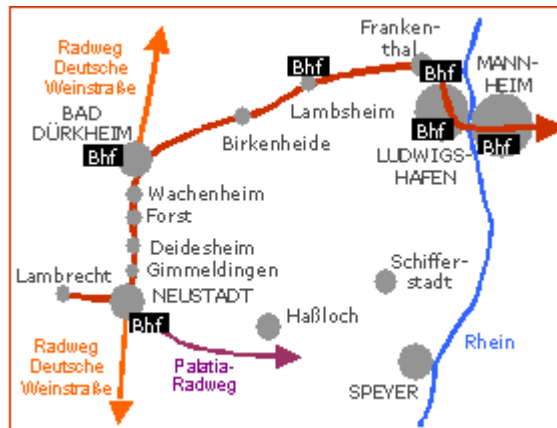 Radweg
Deutsche
Weinstraße
Franken-
thal
Bhf
MANN-
HEIM
Bhf
BAD
DÜRKHEIM
Lambsheim
Birkenheide
Bhf
Bhf
Bhf
LUDWIGS-
HAFEN
Wachenheim
Forst
Deidesheim
Gimmeldingen
Lambrecht
NEUSTADT
Schiffer-
stadt
Haßloch
Bhf
Radweg
Deutsche
Weinstraße
Palatia-
Radweg
Rhein
SPEYER